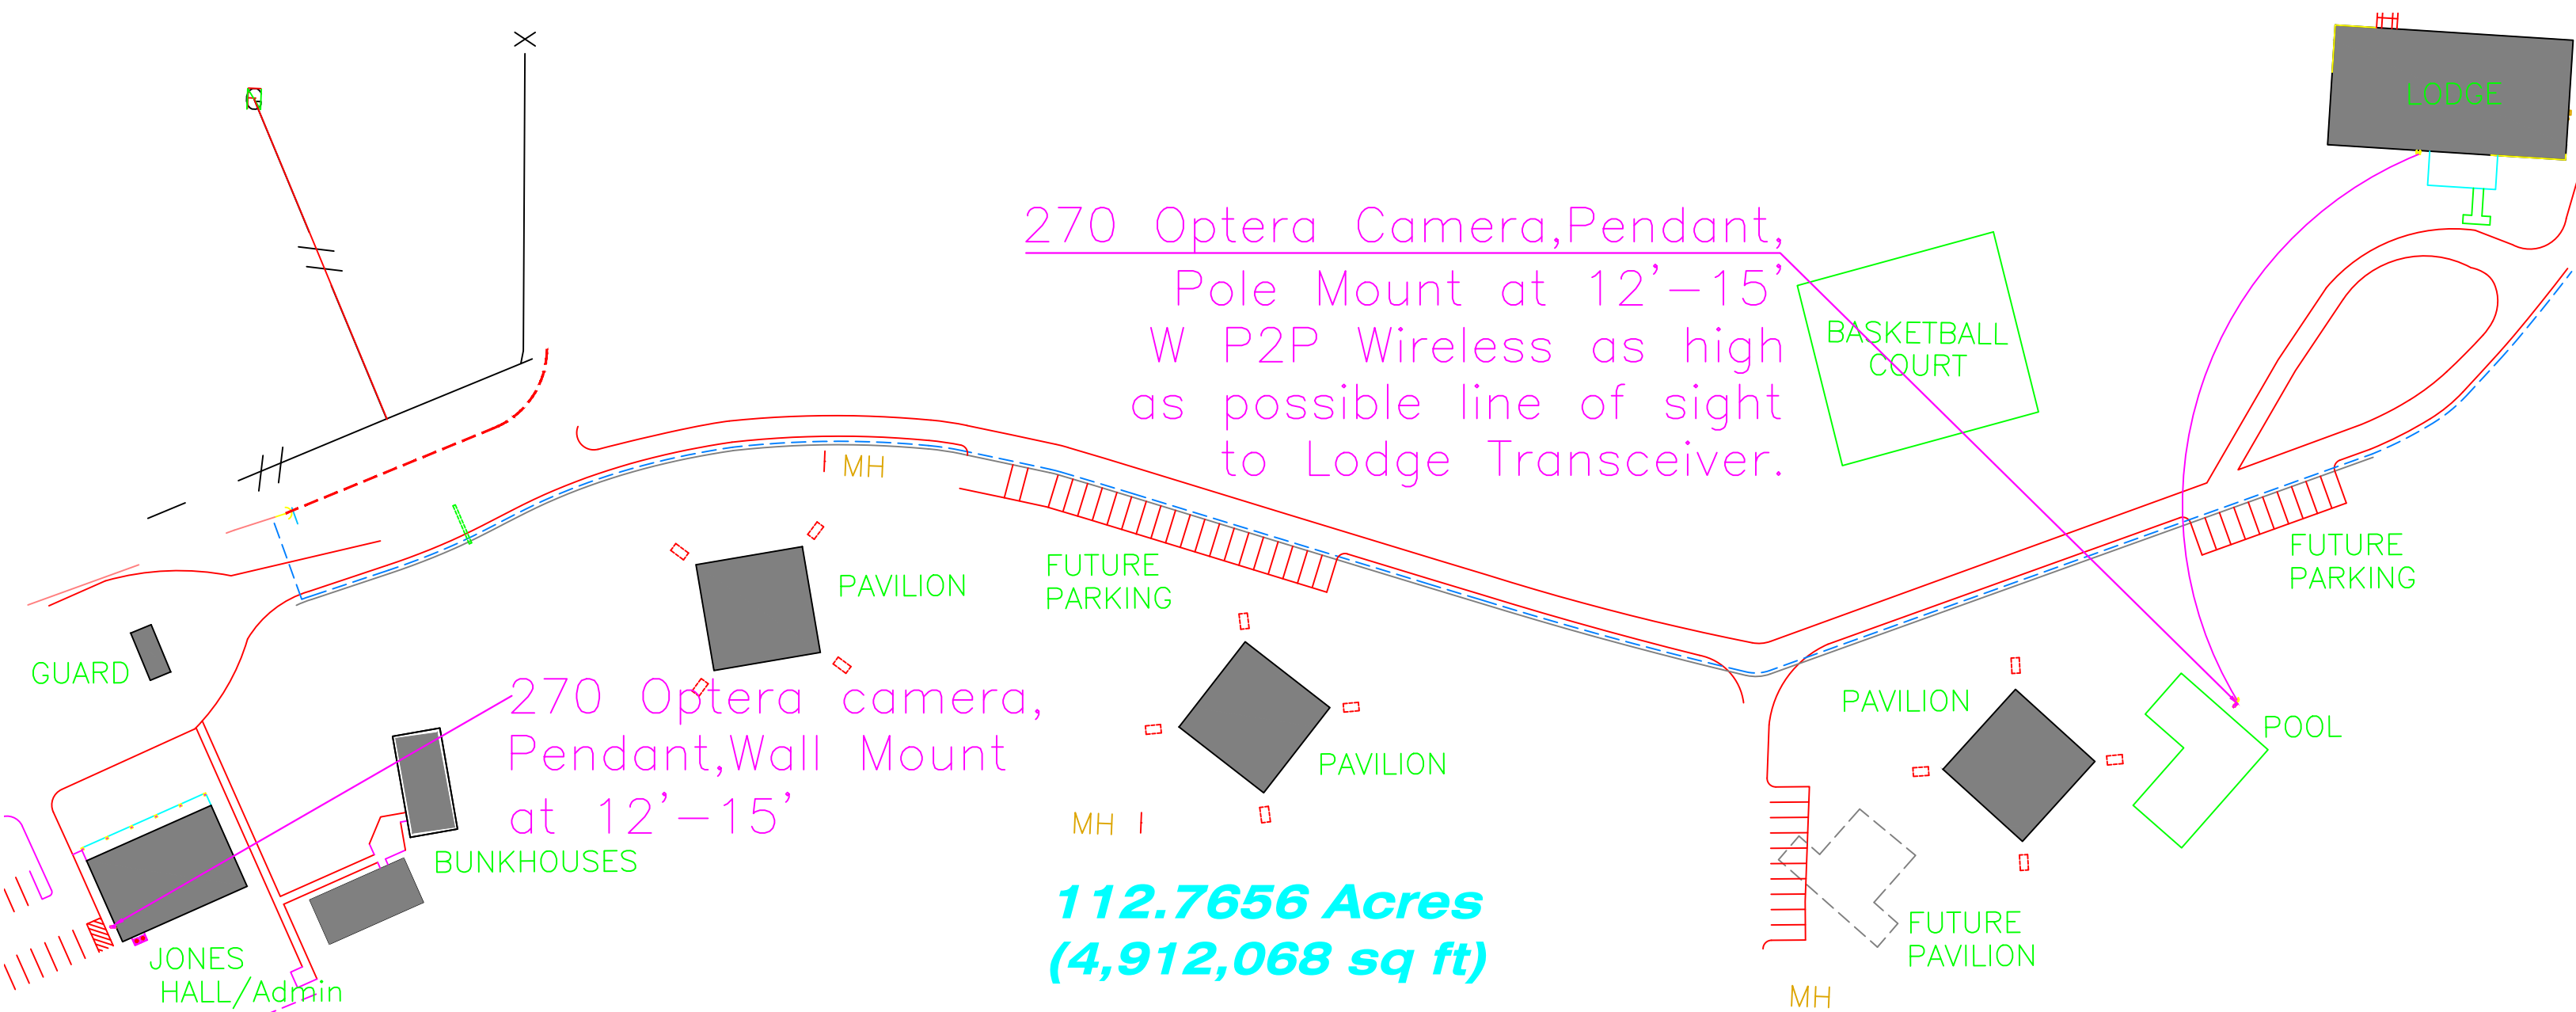 LODGE
270 Optera Camera,Pendant,
Pole Mount at 12'-15'
W P2P Wireless as high
as possible line of sight
to Lodge Transceiver.
BASKETBALL
COURT
MH
FUTURE
PARKING
FUTURE
PARKING
PAVILION
GUARD
270 Optera camera,
Pendant,Wall Mount
at 12'-15'
PAVILION
PAVILION
POOL
MH
BUNKHOUSES
112.7656 Acres
(4,912,068 sq ft)
FUTURE
PAVILION
JONES
HALL/Admin
MH